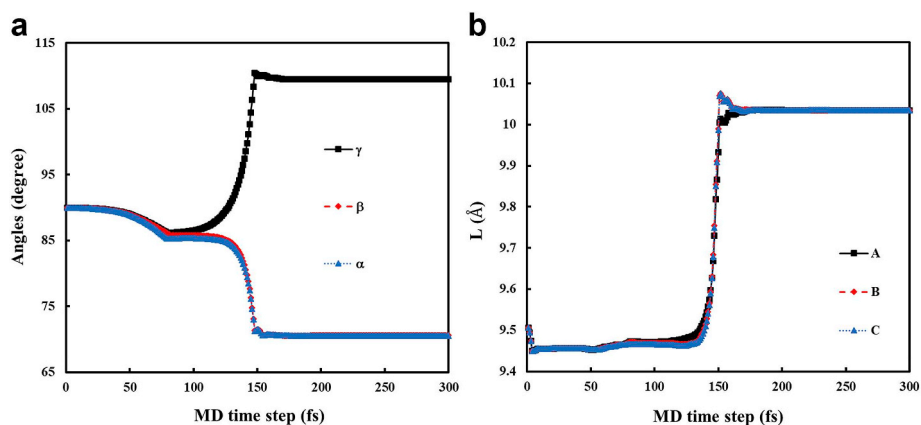 a
115
105
95
85
75
65
Angles (degree)
γ
β
α
0 50 100 150 200 250 300
MD time step (fs)
b
10.2
10.1
10
9.9
9.8
9.7
9.6
9.5
9.4
L (Å)
A
B
C
0 50 100 150 200 250 300
MD time step (fs)